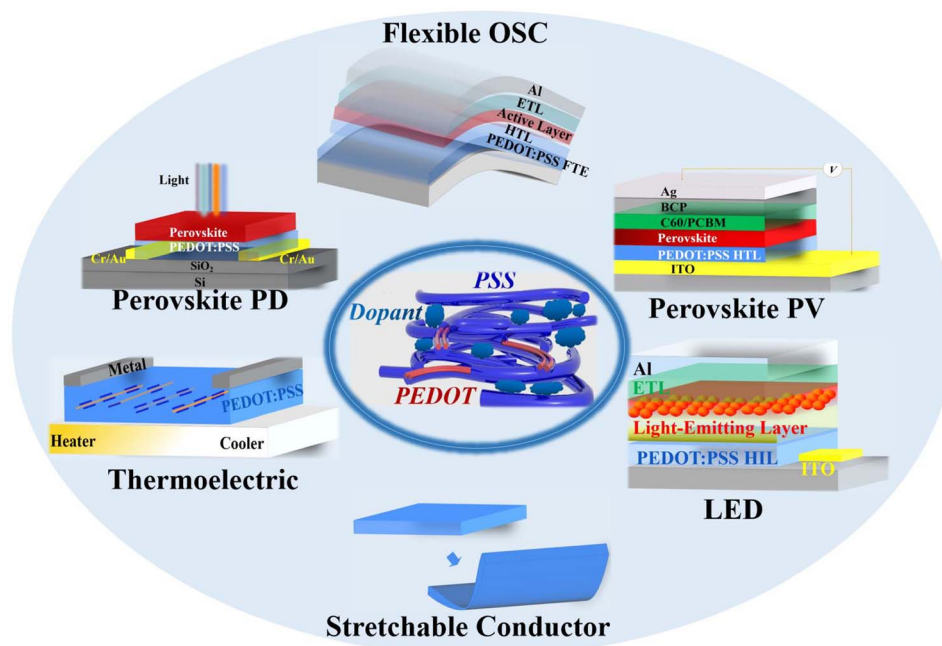 Flexible OSC
Al
ETL
Active Layer
HTL
PEDOT:PSS FTE
Light
Perovskite
PEDOT:PSS
Cr/Au
Cr/Au
SiO₂
Si
Perovskite PD
V
Ag
BCP
C60/PCBM
Perovskite
PEDOT:PSS HTL
ITO
Perovskite PV
PSS
Dopant
PEDOT
Metal
PEDOT:PSS
Heater
Cooler
Thermoelectric
Al
ETL
Light-Emitting Layer
PEDOT:PSS HIL
ITO
LED
Stretchable Conductor